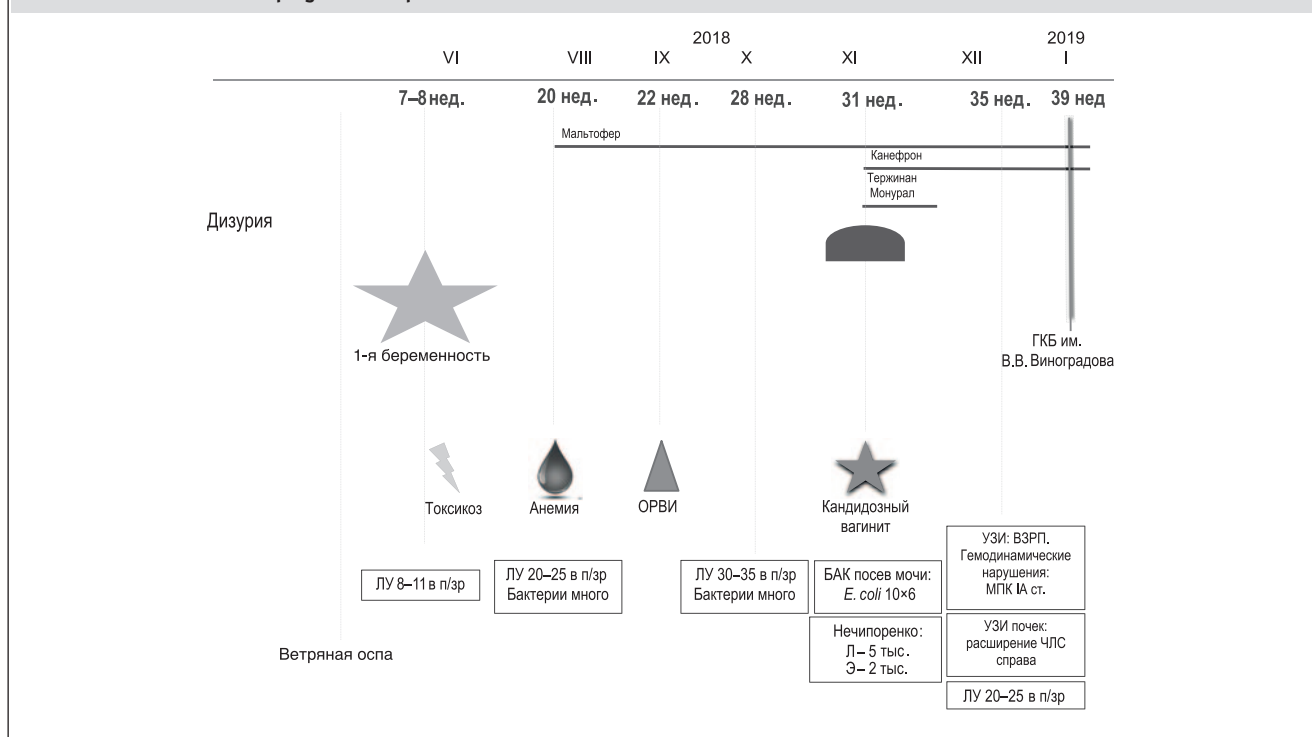 2018 2019
VI VIII IX X XI XII I
7–8 нед. 20 нед. 22 нед. 28 нед. 31 нед. 35 нед. 39 нед
Мальтофер
Канефрон
Тержинан
Монурал
Дизурия
1-я беременность
ГКБ им.
В.В. Виноградова
Токсикоз
Анемия
ОРВИ
Кандидозный
вагинит
ЛУ 8–11 в п/зр
ЛУ 20–25 в п/зр
Бактерии много
ЛУ 30–35 в п/зр
Бактерии много
БАК посев мочи:
E. coli 10×6
Нечипоренко:
Л – 5 тыс.
Э – 2 тыс.
УЗИ: ВЗРП.
Гемодинамические
нарушения:
МПК IA ст.
УЗИ почек:
расширение ЧЛС
справа
ЛУ 20–25 в п/зр
Ветряная оспа